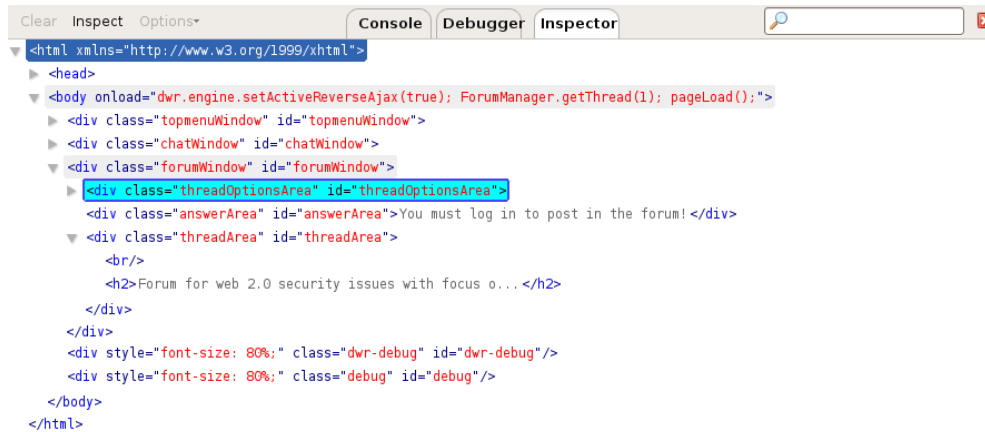 Clear Inspect Options Console Debugger Inspector
<html xmlns="http://www.w3.org/1999/xhtml">
<head>
<body onload="dwr.engine.setActiveReverseAjax(true); ForumManager.getThread(1); pageLoad();">
<div class="topmenuWindow" id="topmenuWindow">
<div class="chatWindow" id="chatWindow">
<div class="forumWindow" id="forumWindow">
<div class="threadOptionsArea" id="threadOptionsArea">
<div class="answerArea" id="answerArea">You must log in to post in the forum!</div>
<div class="threadArea" id="threadArea">
<br/>
<h2>Forum for web 2.0 security issues with focus o...</h2>
</div>
</div>
<div style="font-size: 80%;" class="dwr-debug" id="dwr-debug"/>
<div style="font-size: 80%;" class="debug" id="debug"/>
</body>
</html>